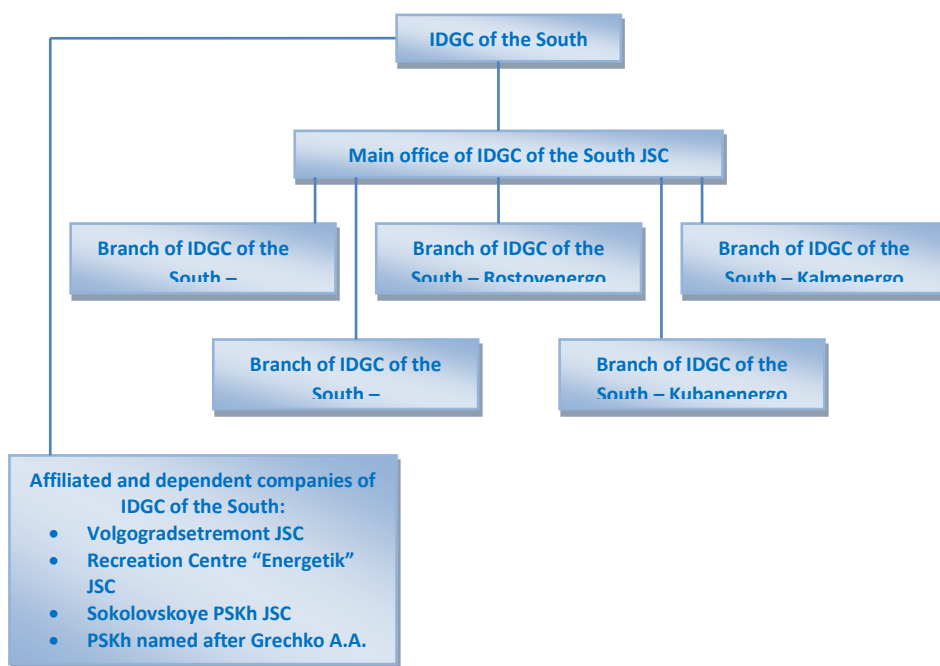 IDGC of the South
Main office of IDGC of the South JSC
Branch of IDGC of the
South –
Branch of IDGC of the
South – Rostovenergo
Branch of IDGC of the
South – Kalmenergo
Branch of IDGC of the
South –
Branch of IDGC of the
South – Kubanenergo
Affiliated and dependent companies of
IDGC of the South:
• Volgogradsetremont JSC
• Recreation Centre “Energetik”
JSC
• Sokolovskoye PSKh JSC
• PSKh named after Grechko A.A.